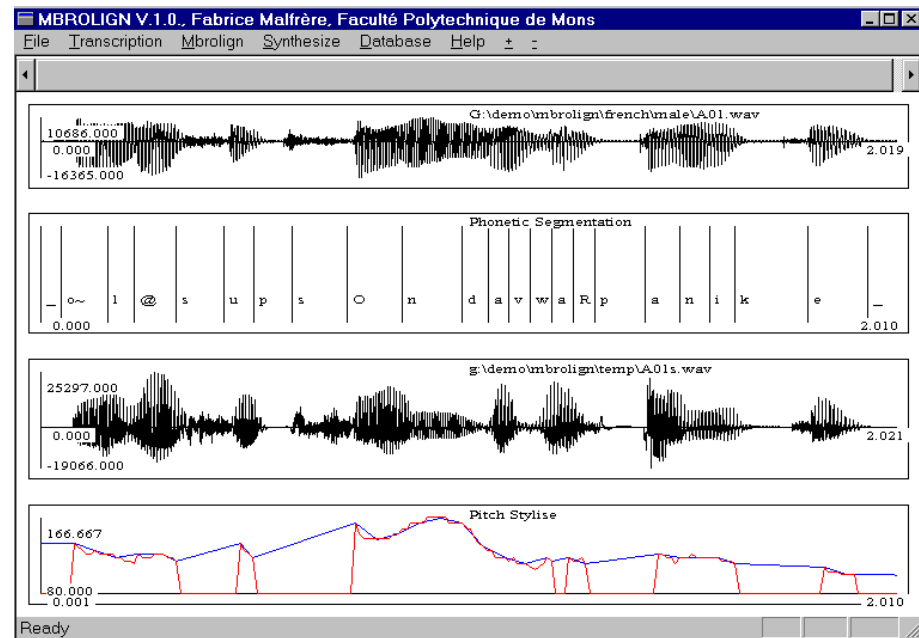 MBROLIGN V.1.0., Fabrice Malfrère, Faculté Polytechnique de Mons
File Transcription Mbrolign Synthesize Database Help + -
G:\demo\mbrolign\french\male\A01.wav
10686.000
0.000 2.019
-16365.000
Phonetic Segmentation
_ o~ l @ s u p s O n d a v w a R p a n i k e _
0.000 2.010
g:\demo\mbrolign\temp\A01s.wav
25297.000
0.000 2.021
-19066.000
Pitch Stylise
166.667
80.000
0.001 2.010
Ready